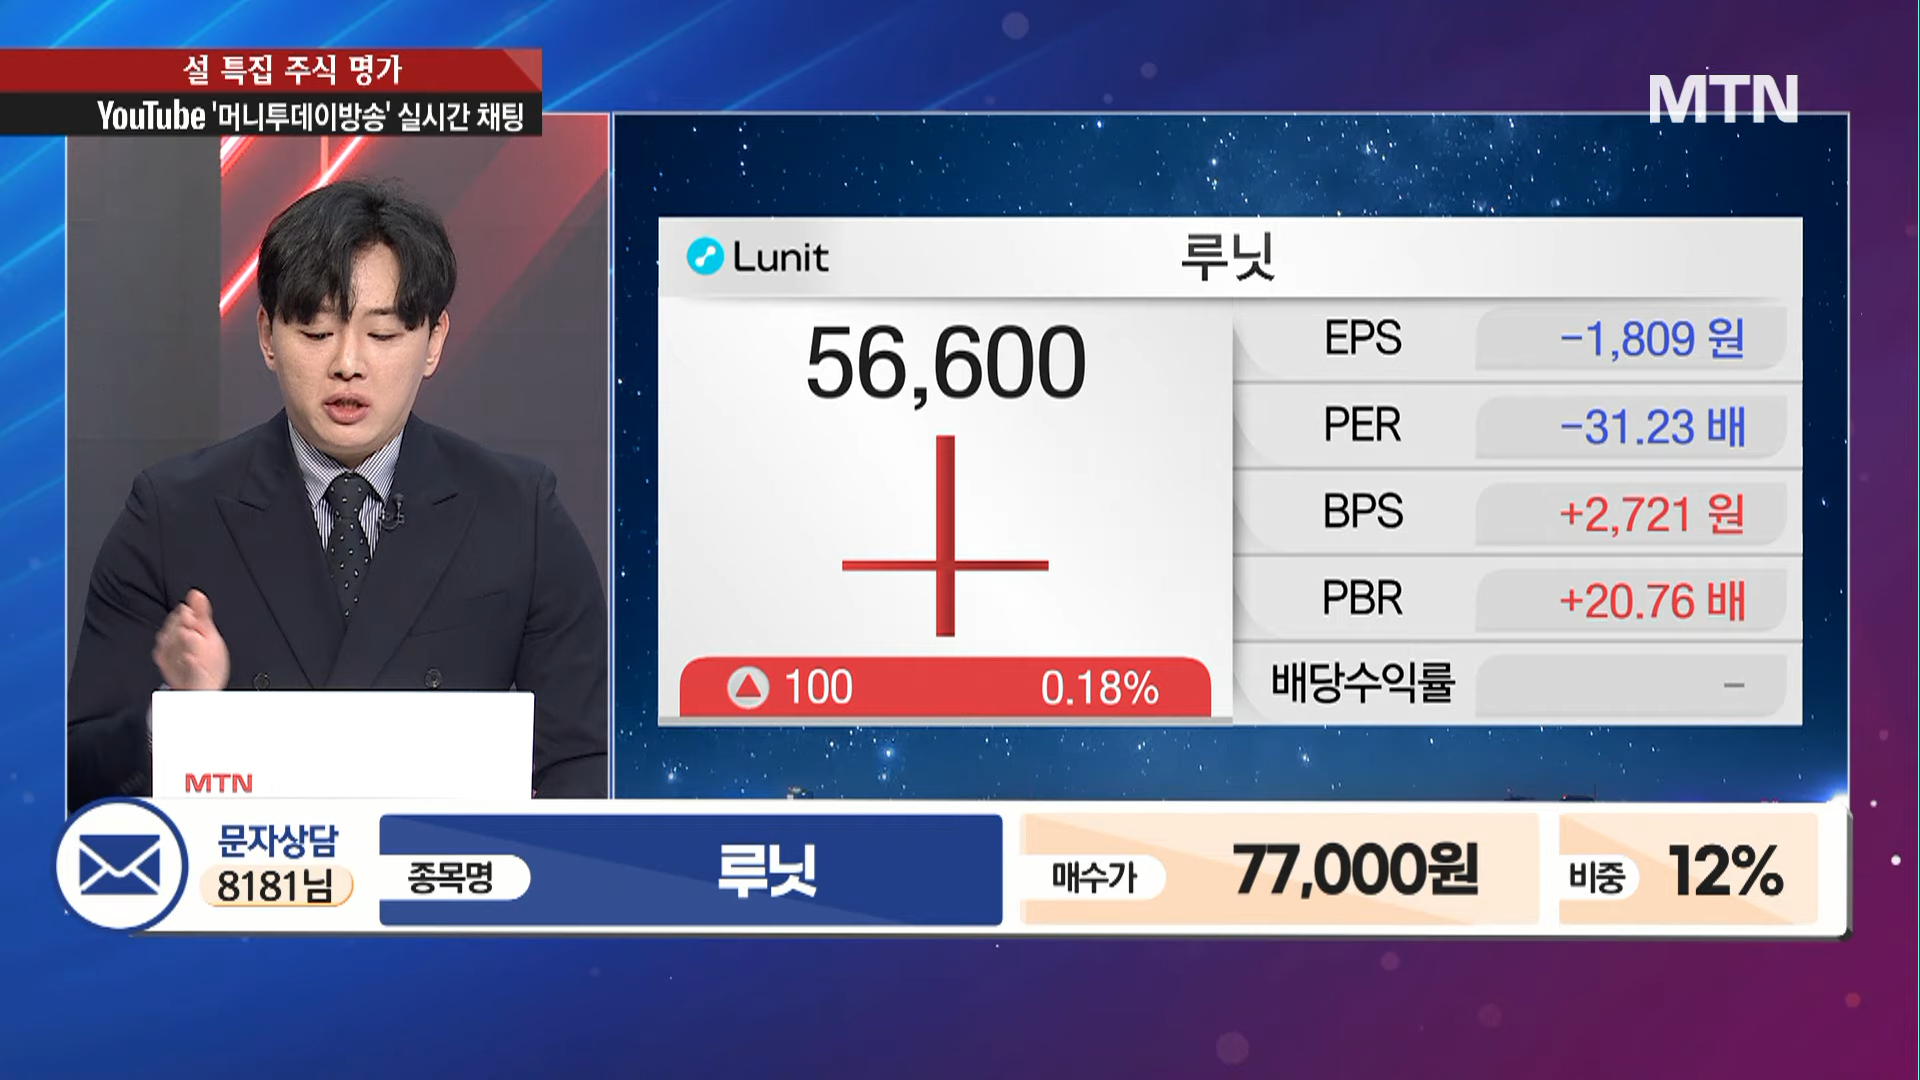 설 특집 주식 명가
YouTube '머니투데이방송' 실시간 채팅
MTN
Lunit
루닛
56,600
100 0.18%
EPS -1,809 원
PER -31.23 배
BPS +2,721 원
PBR +20.76 배
배당수익률 -
MTN
문자상담
8181님
종목명 루닛
매수가 77,000원
비중 12%